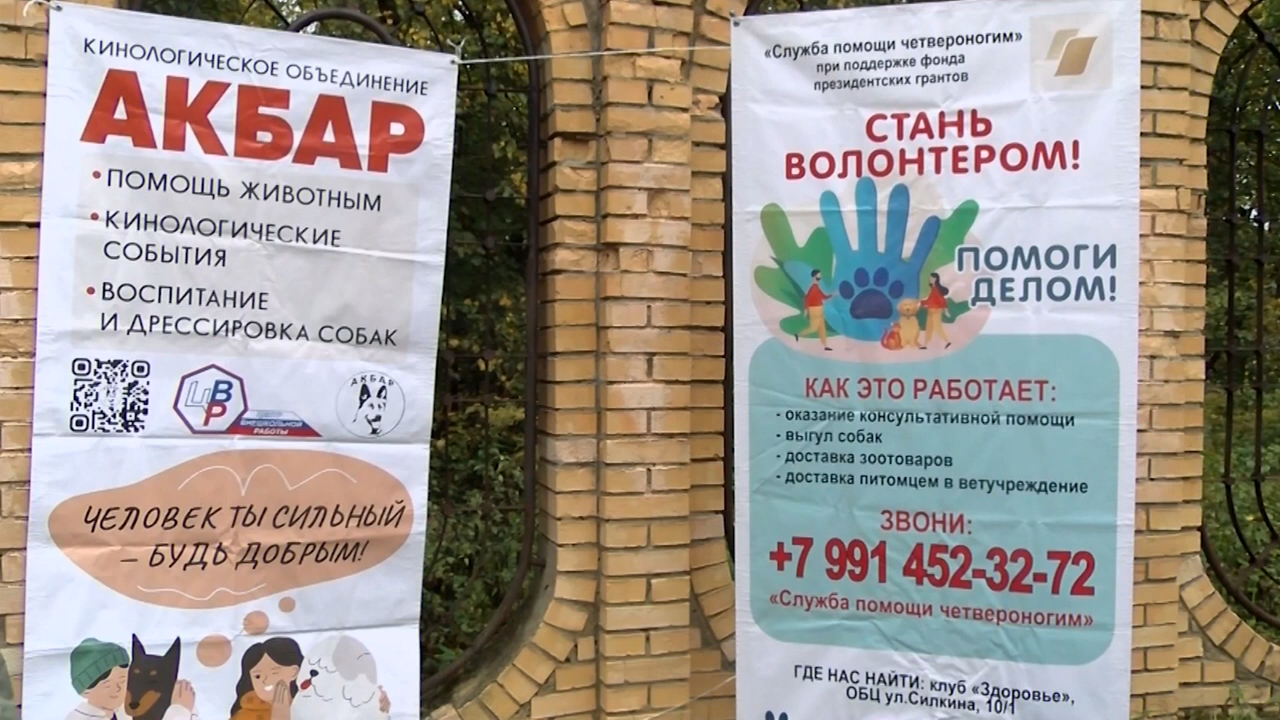 КИНОЛОГИЧЕСКОЕ ОБЪЕДИНЕНИЕ
АКБАР
• ПОМОЩЬ ЖИВОТНЫМ
• КИНОЛОГИЧЕСКИЕ
СОБЫТИЯ
• ВОСПИТАНИЕ
И ДРЕССИРОВКА СОБАК
ЦВР
ЦЕНТР
ВНЕШКОЛЬНОЙ
РАБОТЫ
АКБАР
ЧЕЛОВЕК ТЫ СИЛЬНЫЙ
– БУДЬ ДОБРЫМ!
«Служба помощи четвероногим»
при поддержке фонда
президентских грантов
СТАНЬ
ВОЛОНТЕРОМ!
ПОМОГИ
ДЕЛОМ!
КАК ЭТО РАБОТАЕТ:
- оказание консультативной помощи
- выгул собак
- доставка зоотоваров
- доставка питомцем в ветучреждение
ЗВОНИ:
+7 991 452-32-72
«Служба помощи четвероногим»
ГДЕ НАС НАЙТИ: клуб «Здоровье»,
ОБЦ ул.Силкина, 10/1